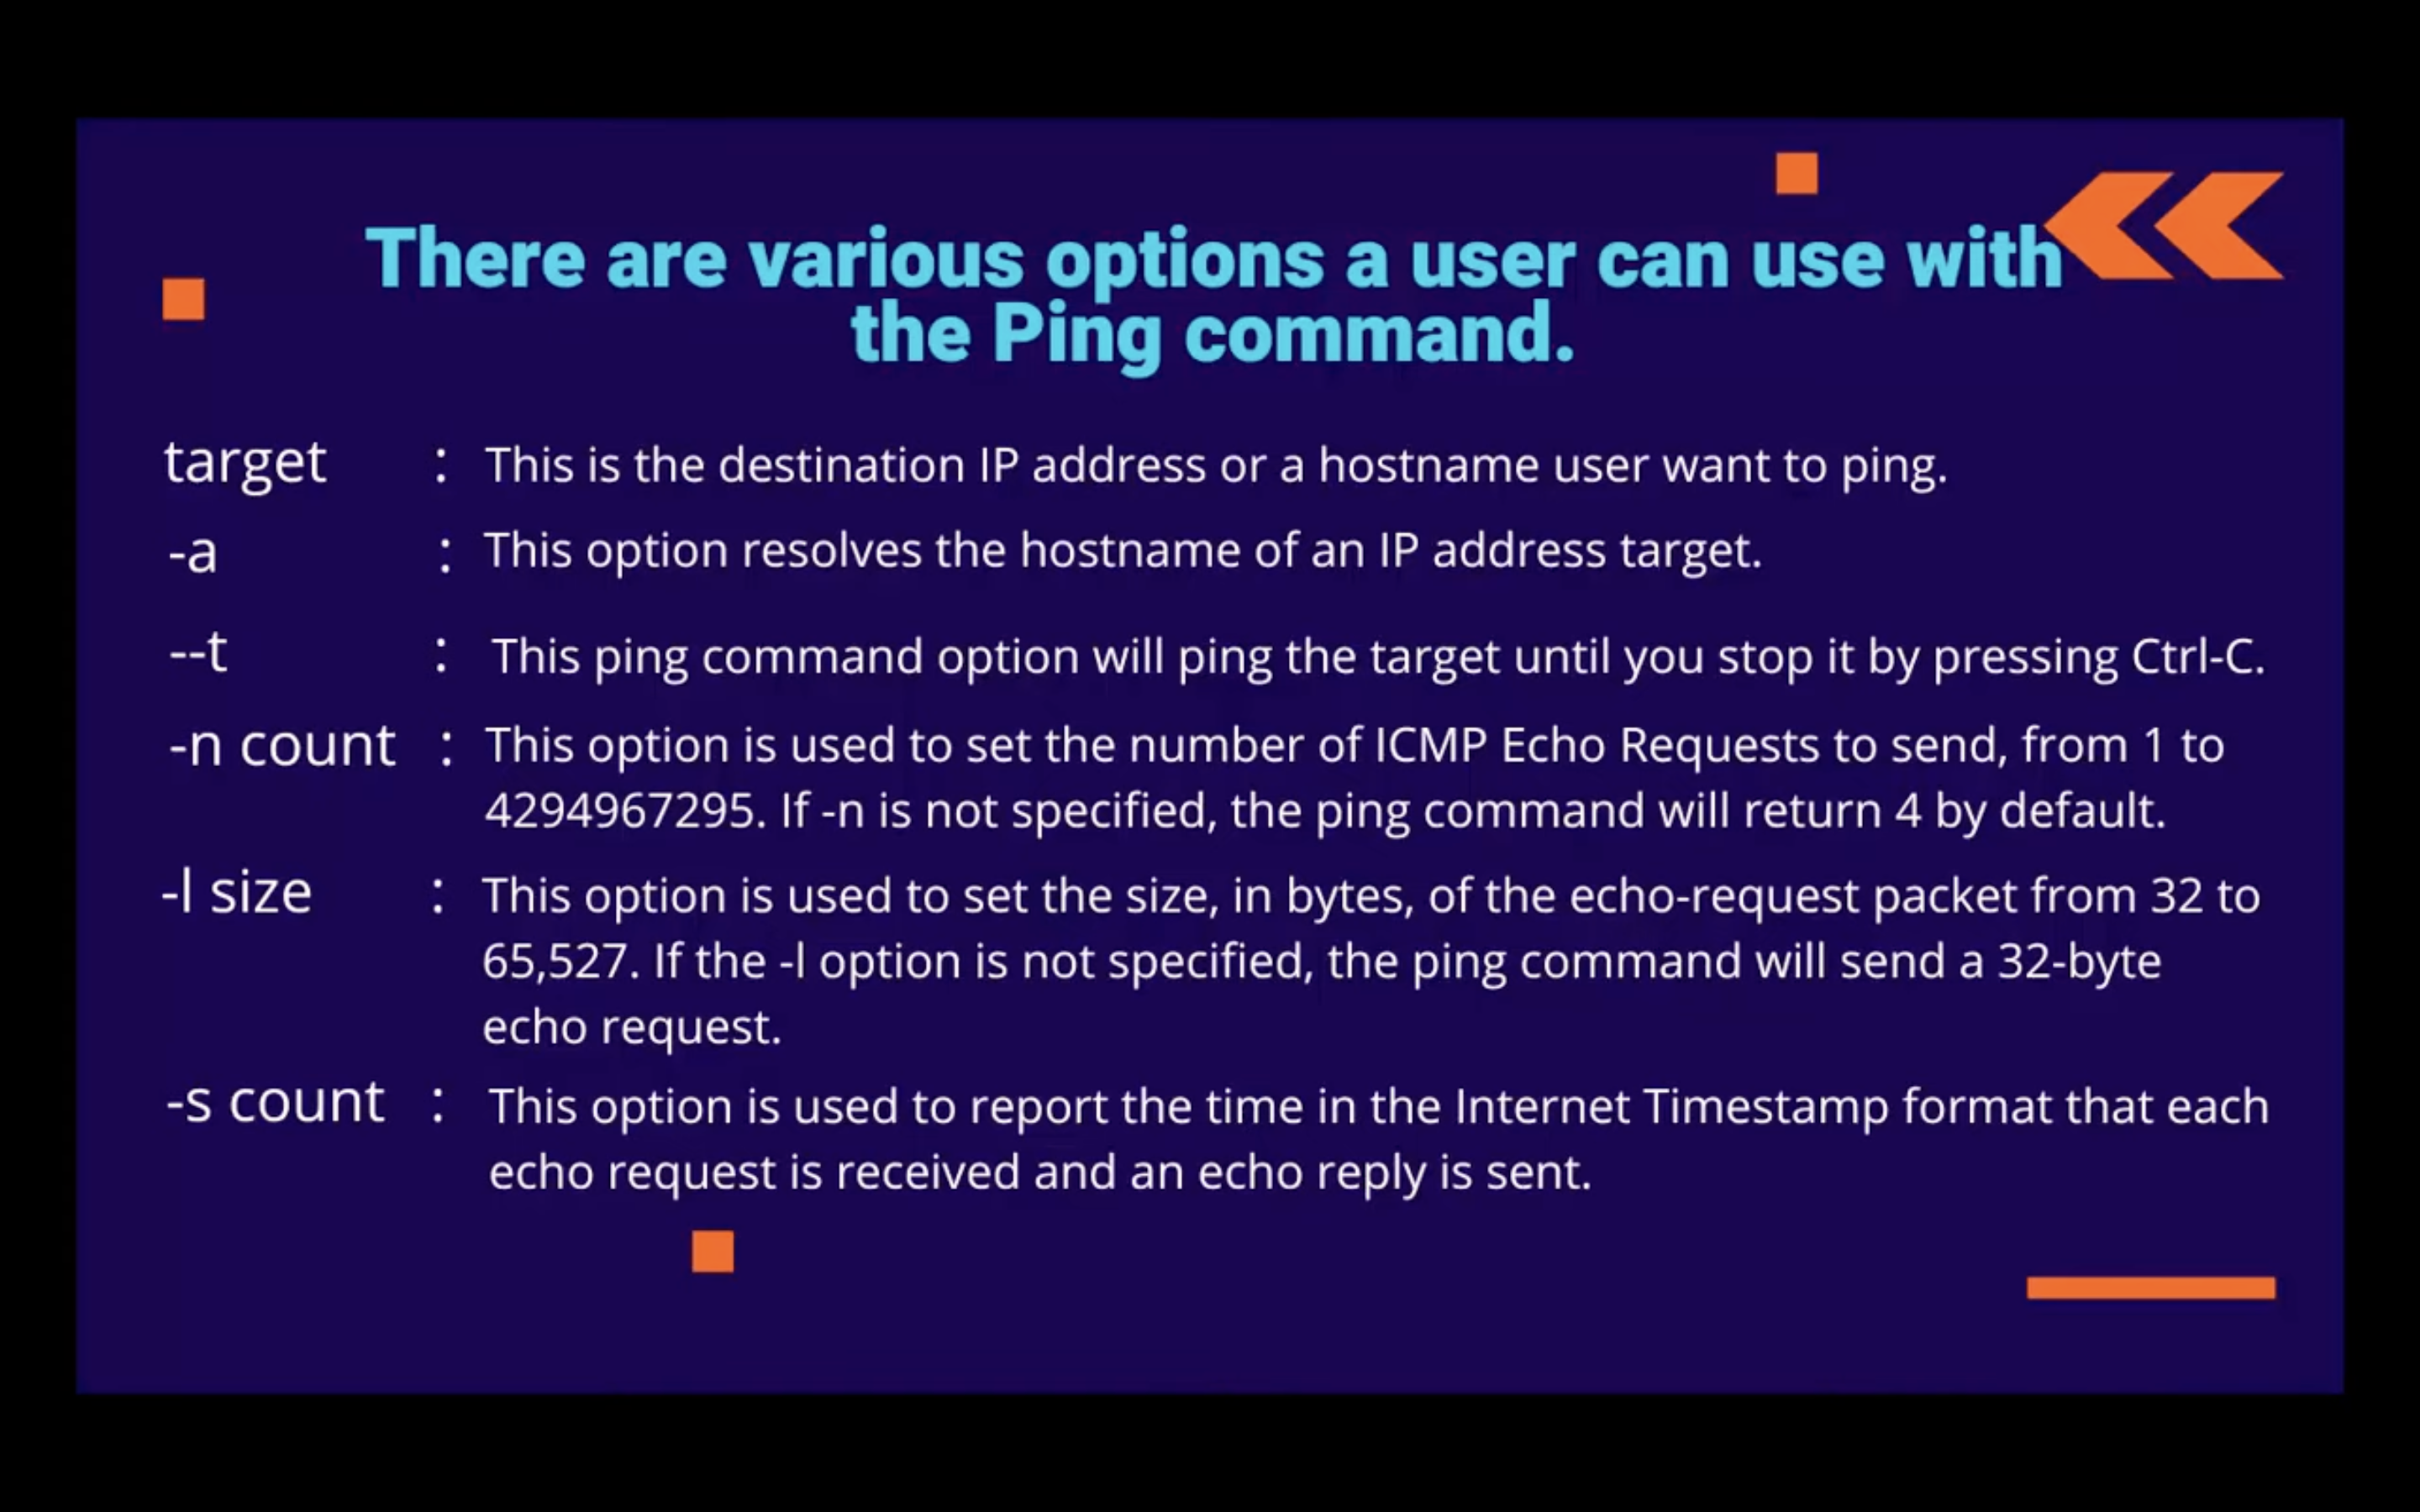 There are various options a user can use with
the Ping command.
target : This is the destination IP address or a hostname user want to ping.
-a : This option resolves the hostname of an IP address target.
--t : This ping command option will ping the target until you stop it by pressing Ctrl-C.
-n count : This option is used to set the number of ICMP Echo Requests to send, from 1 to
4294967295. If -n is not specified, the ping command will return 4 by default.
-l size : This option is used to set the size, in bytes, of the echo-request packet from 32 to
65,527. If the -l option is not specified, the ping command will send a 32-byte
echo request.
-s count : This option is used to report the time in the Internet Timestamp format that each
echo request is received and an echo reply is sent.